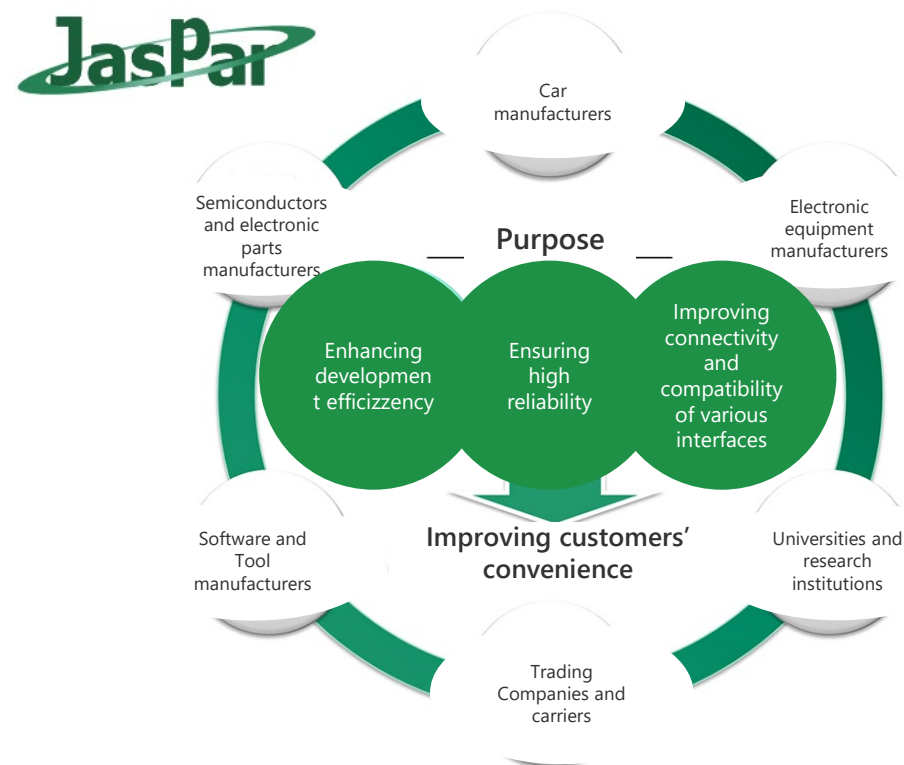 JasPar
Car
manufacturers
Semiconductors
and electronic
parts
manufacturers
Electronic
equipment
manufacturers
Purpose
Enhancing
developmen
t efficizzency
Ensuring
high
reliability
Improving
connectivity
and
compatibility
of various
interfaces
Improving customers’
convenience
Software and
Tool
manufacturers
Universities and
research
institutions
Trading
Companies and
carriers